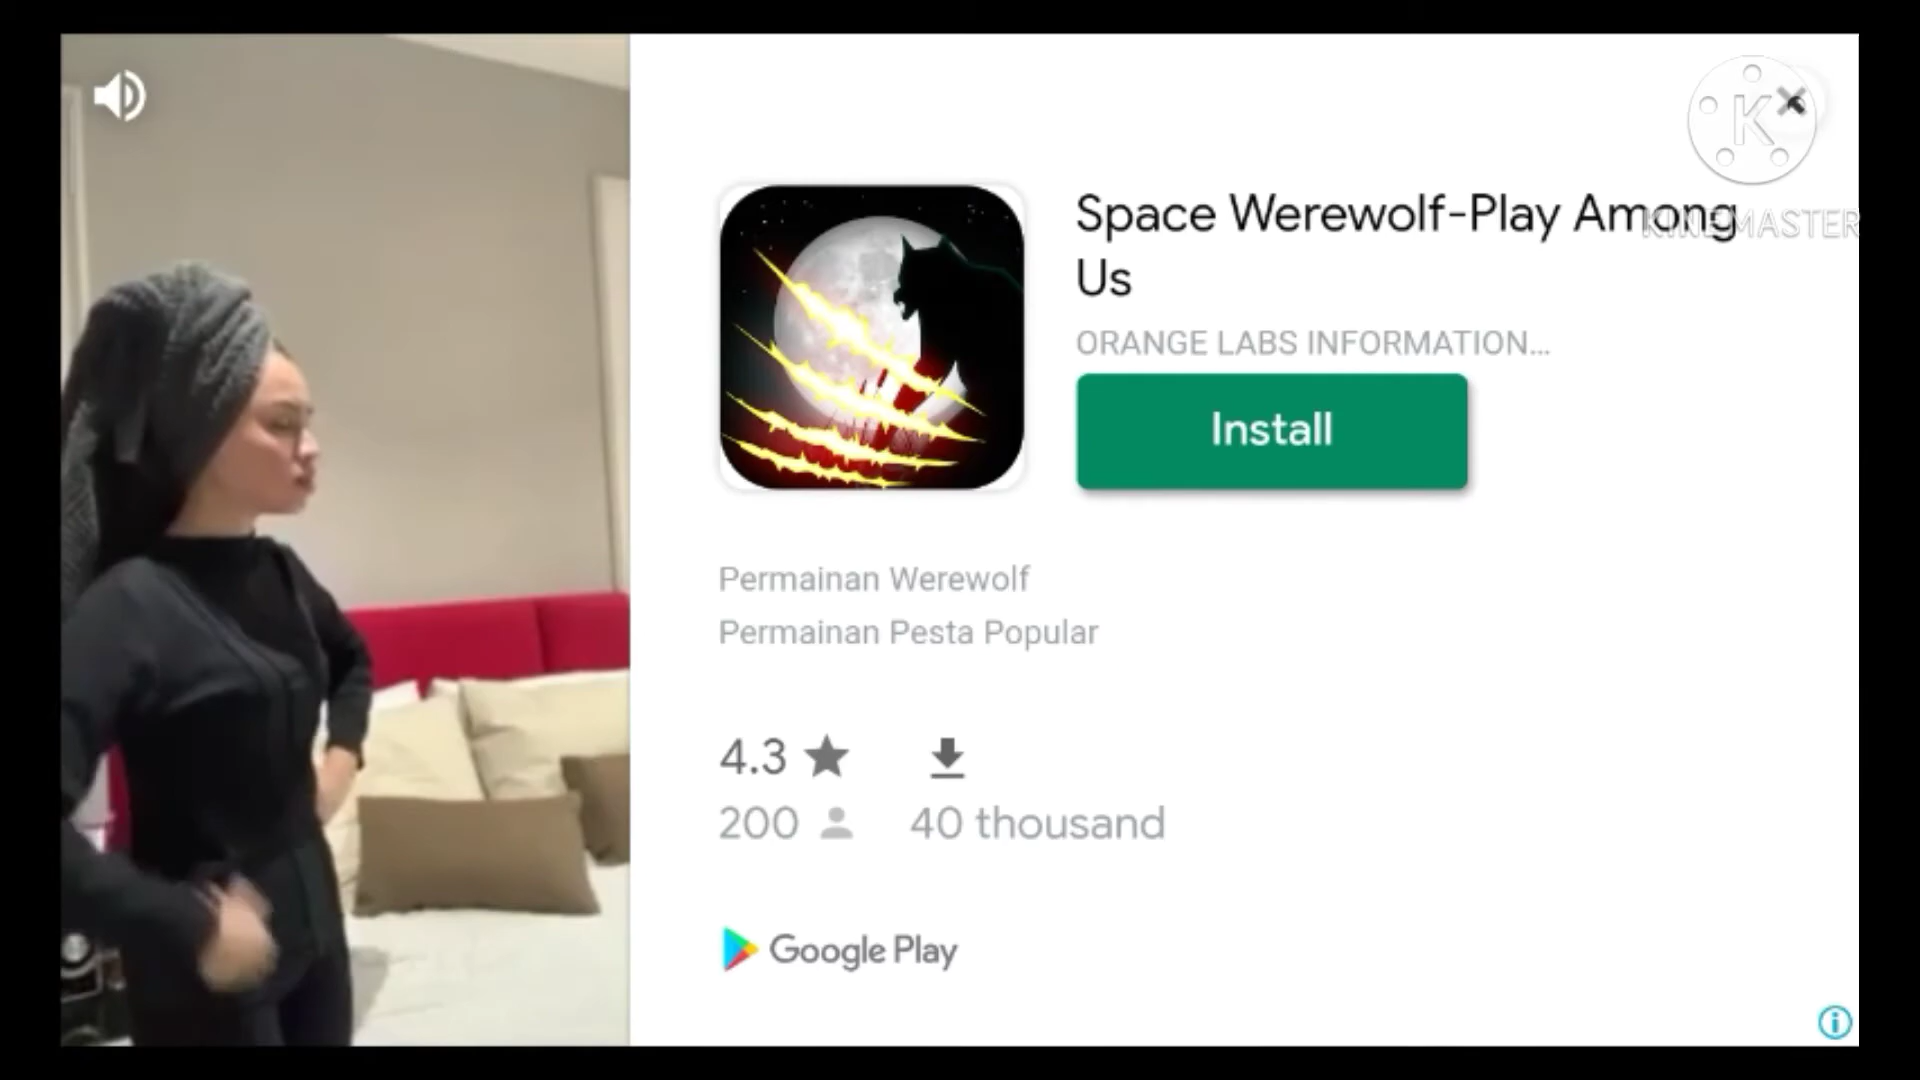 K
KINEMASTER
Space Werewolf-Play Among
Us
ORANGE LABS INFORMATION...
Install
Permainan Werewolf
Permainan Pesta Popular
4.3
200
40 thousand
Google Play